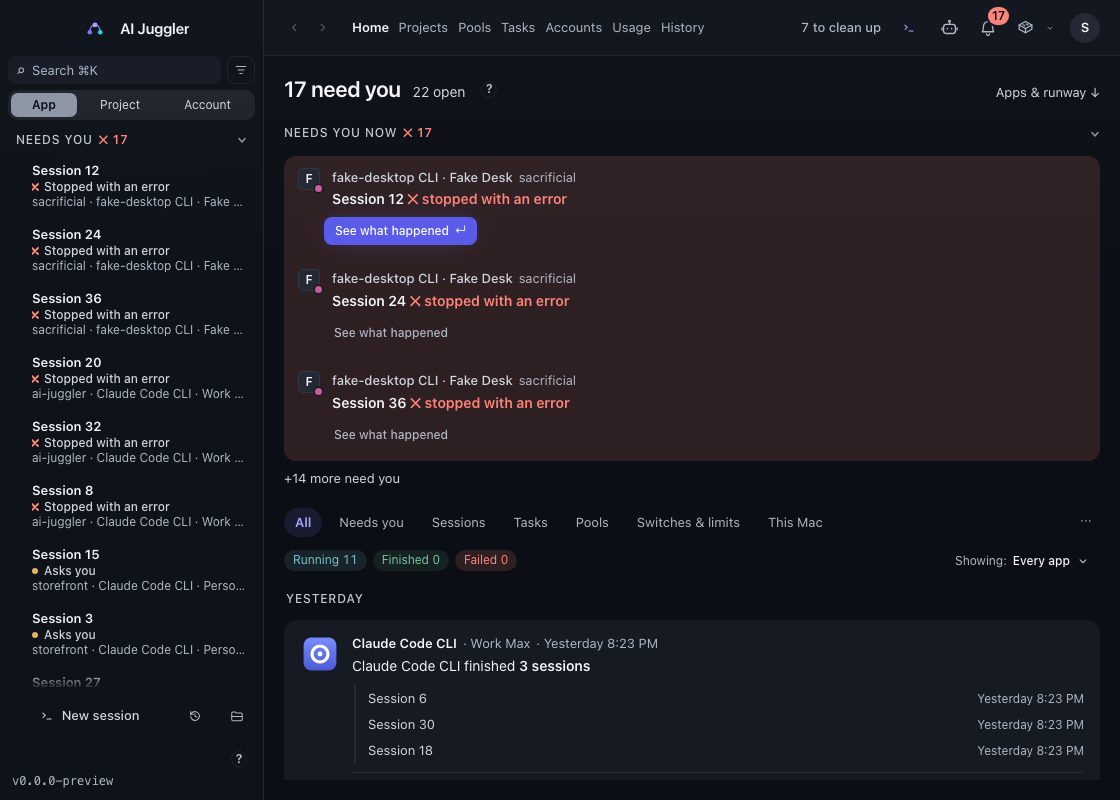 AI Juggler
Search ⌘K
App Project Account
NEEDS YOU ✕ 17
Session 12
✕ Stopped with an error
sacrificial · fake-desktop CLI · Fake ...
Session 24
✕ Stopped with an error
sacrificial · fake-desktop CLI · Fake ...
Session 36
✕ Stopped with an error
sacrificial · fake-desktop CLI · Fake ...
Session 20
✕ Stopped with an error
ai-juggler · Claude Code CLI · Work ...
Session 32
✕ Stopped with an error
ai-juggler · Claude Code CLI · Work ...
Session 8
✕ Stopped with an error
ai-juggler · Claude Code CLI · Work ...
Session 15
Asks you
storefront · Claude Code CLI · Perso...
Session 3
Asks you
storefront · Claude Code CLI · Perso...
Session 27
New session
?
v0.0.0-preview
Home Projects Pools Tasks Accounts Usage History
7 to clean up
17
S
17 need you 22 open ?
Apps & runway ↓
NEEDS YOU NOW ✕ 17
F
fake-desktop CLI · Fake Desk sacrificial
Session 12 ✕ stopped with an error
See what happened ↵
F
fake-desktop CLI · Fake Desk sacrificial
Session 24 ✕ stopped with an error
See what happened
F
fake-desktop CLI · Fake Desk sacrificial
Session 36 ✕ stopped with an error
See what happened
+14 more need you
All Needs you Sessions Tasks Pools Switches & limits This Mac ···
Running 11 Finished 0 Failed 0
Showing: Every app
YESTERDAY
Claude Code CLI · Work Max · Yesterday 8:23 PM
Claude Code CLI finished 3 sessions
Session 6 Yesterday 8:23 PM
Session 30 Yesterday 8:23 PM
Session 18 Yesterday 8:23 PM